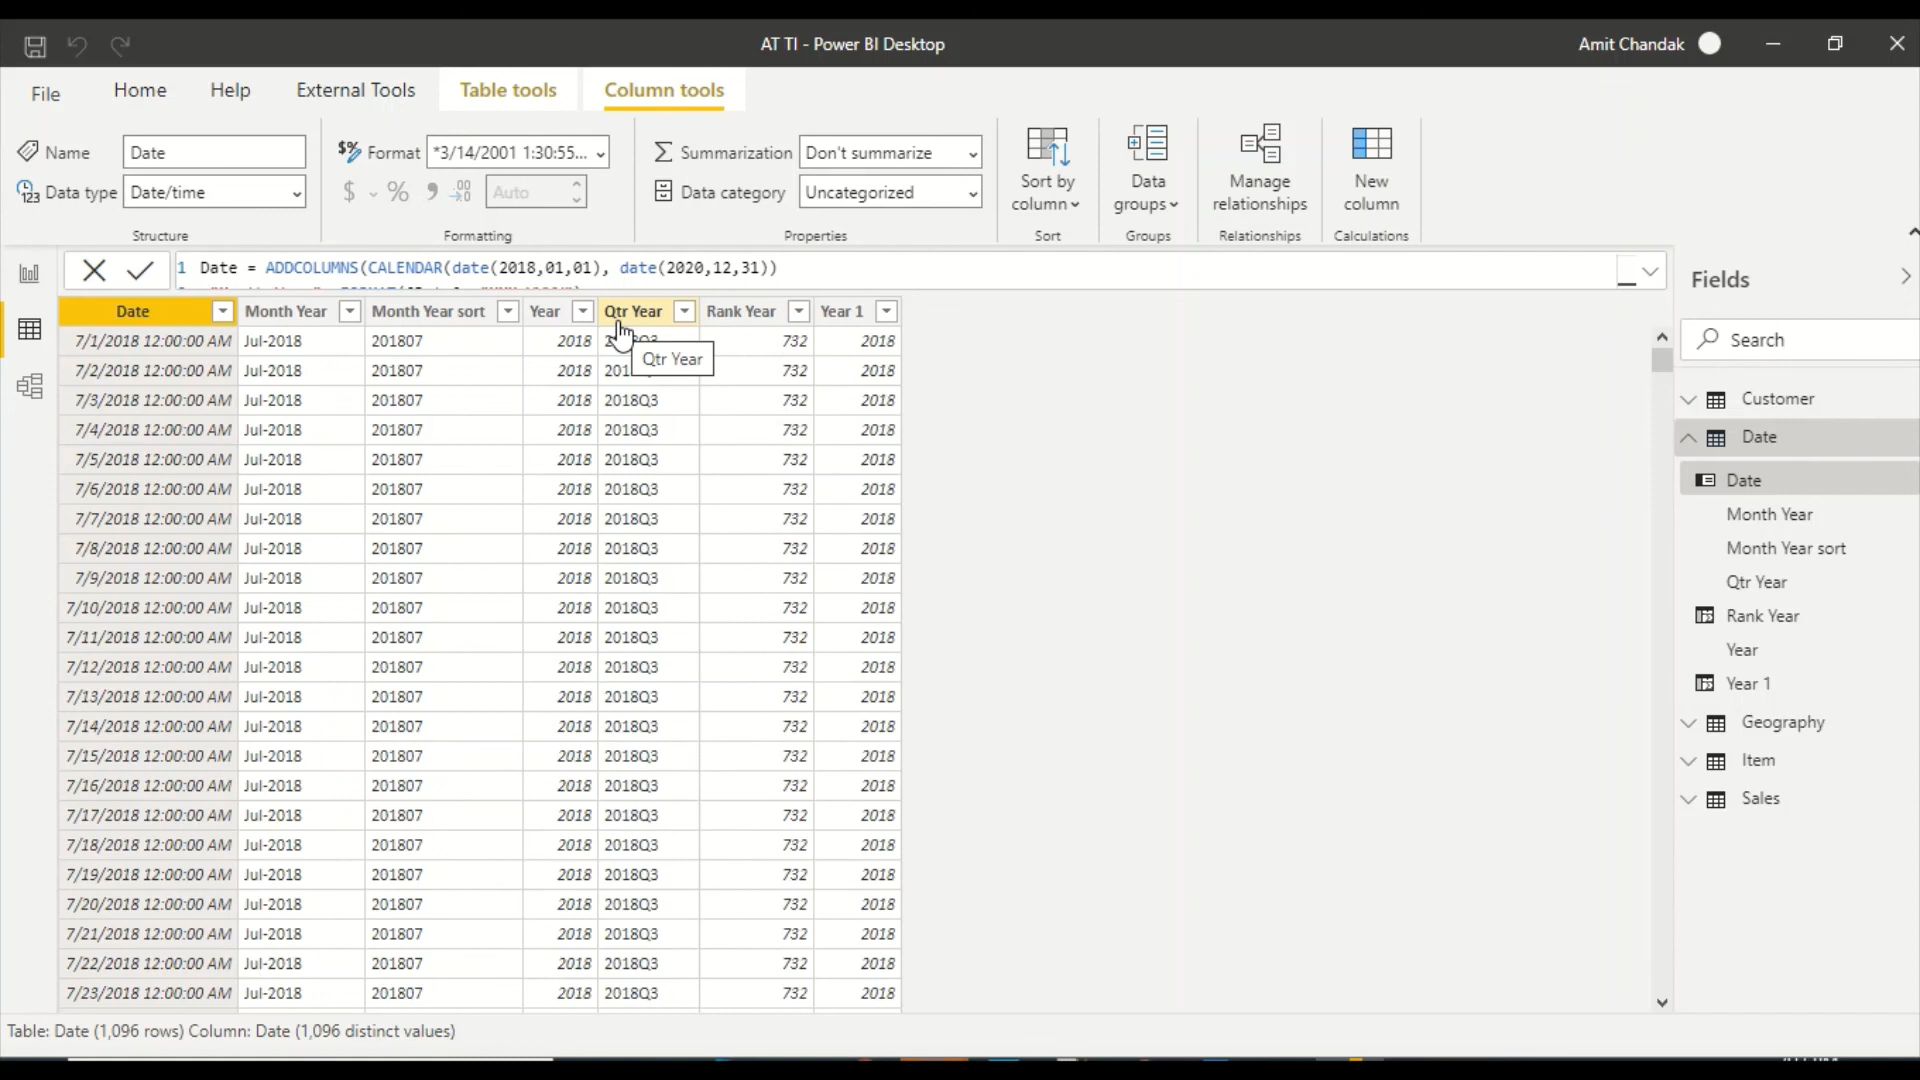 AT TI - Power BI Desktop
Amit Chandak
File Home Help External Tools Table tools Column tools
Name Date
Data type Date/time
Structure
Format *3/14/2001 1:30:55...
$ % 9 .00 Auto
Formatting
Summarization Don't summarize
Data category Uncategorized
Properties
Sort by column
Sort
Data groups
Groups
Manage relationships
Relationships
New column
Calculations
1 Date = ADDCOLUMNS(CALENDAR(date(2018,01,01), date(2020,12,31))
Date Month Year Month Year sort Year Qtr Year Rank Year Year 1
7/1/2018 12:00:00 AM Jul-2018 201807 2018 732 2018
Qtr Year
7/2/2018 12:00:00 AM Jul-2018 201807 2018 732 2018
7/3/2018 12:00:00 AM Jul-2018 201807 2018 2018Q3 732 2018
7/4/2018 12:00:00 AM Jul-2018 201807 2018 2018Q3 732 2018
7/5/2018 12:00:00 AM Jul-2018 201807 2018 2018Q3 732 2018
7/6/2018 12:00:00 AM Jul-2018 201807 2018 2018Q3 732 2018
7/7/2018 12:00:00 AM Jul-2018 201807 2018 2018Q3 732 2018
7/8/2018 12:00:00 AM Jul-2018 201807 2018 2018Q3 732 2018
7/9/2018 12:00:00 AM Jul-2018 201807 2018 2018Q3 732 2018
7/10/2018 12:00:00 AM Jul-2018 201807 2018 2018Q3 732 2018
7/11/2018 12:00:00 AM Jul-2018 201807 2018 2018Q3 732 2018
7/12/2018 12:00:00 AM Jul-2018 201807 2018 2018Q3 732 2018
7/13/2018 12:00:00 AM Jul-2018 201807 2018 2018Q3 732 2018
7/14/2018 12:00:00 AM Jul-2018 201807 2018 2018Q3 732 2018
7/15/2018 12:00:00 AM Jul-2018 201807 2018 2018Q3 732 2018
7/16/2018 12:00:00 AM Jul-2018 201807 2018 2018Q3 732 2018
7/17/2018 12:00:00 AM Jul-2018 201807 2018 2018Q3 732 2018
7/18/2018 12:00:00 AM Jul-2018 201807 2018 2018Q3 732 2018
7/19/2018 12:00:00 AM Jul-2018 201807 2018 2018Q3 732 2018
7/20/2018 12:00:00 AM Jul-2018 201807 2018 2018Q3 732 2018
7/21/2018 12:00:00 AM Jul-2018 201807 2018 2018Q3 732 2018
7/22/2018 12:00:00 AM Jul-2018 201807 2018 2018Q3 732 2018
7/23/2018 12:00:00 AM Jul-2018 201807 2018 2018Q3 732 2018
Fields
Search
Customer
Date
Date
Month Year
Month Year sort
Qtr Year
Rank Year
Year
Year 1
Geography
Item
Sales
Table: Date (1,096 rows) Column: Date (1,096 distinct values)